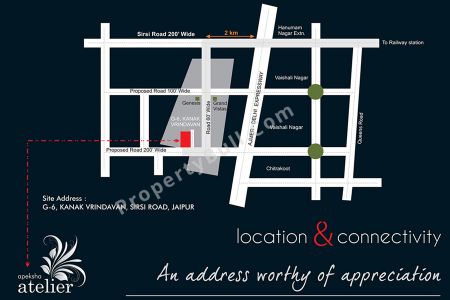 Hanuman
Nagar Extn.
Sirsi Road 200' Wide
2 km
To Railway station
Vaishali Nagar
Proposed Road 100' Wide
Genesis
Grand
Vistas
G-6, KANAK
VRINDAVAN
Road 80' Wide
AJMER - DELHI EXPRESSWAY
Vaishali Nagar
Queens Road
Proposed Road 200' Wide
Chitrakoot
PropertyBull.com
Site Address :
G-6, KANAK VRINDAVAN, SIRSI ROAD, JAIPUR
location & connectivity
An address worthy of appreciation
apeksha
atelier